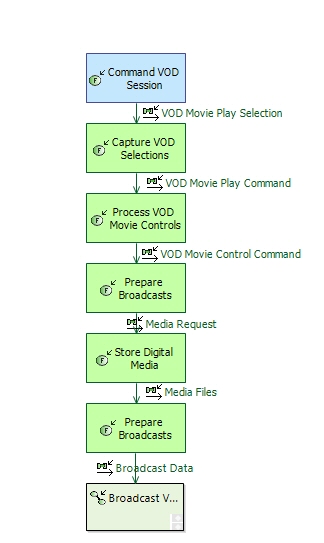 Command VOD
Session
VOD Movie Play Selection
Capture VOD
Selections
VOD Movie Play Command
Process VOD
Movie Controls
VOD Movie Control Command
Prepare
Broadcasts
Media Request
Store Digital
Media
Media Files
Prepare
Broadcasts
Broadcast Data
Broadcast V...